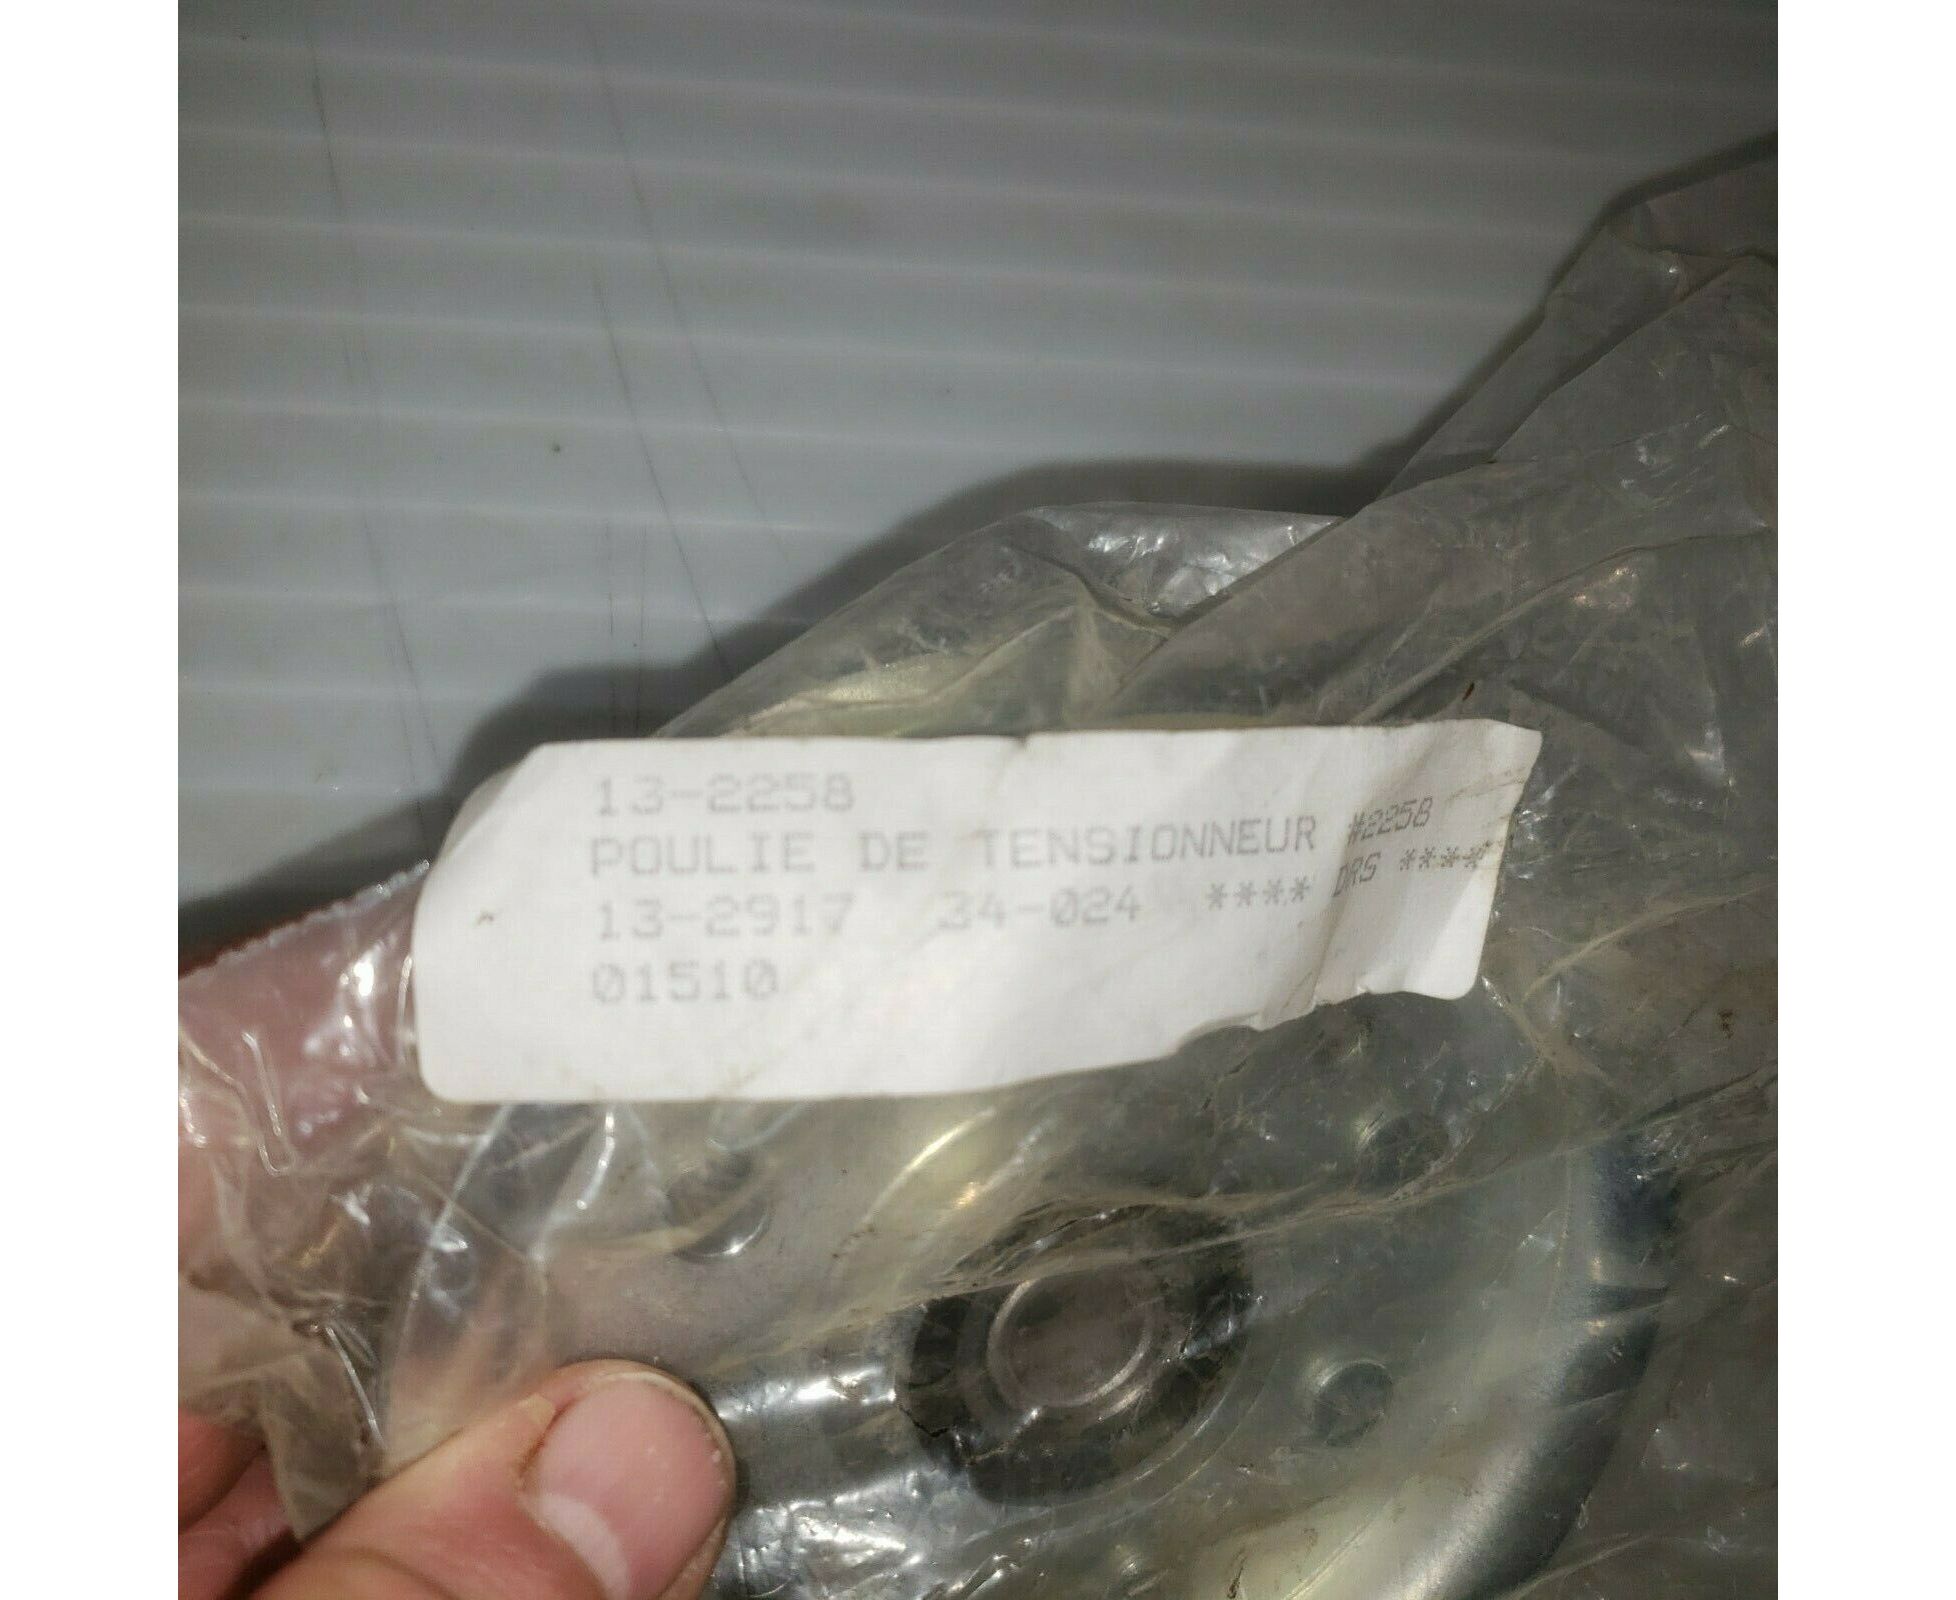 13-2258
POULIE DE TENSIONNEUR #2258
13-2917 34-024 **** DRS ****
01510